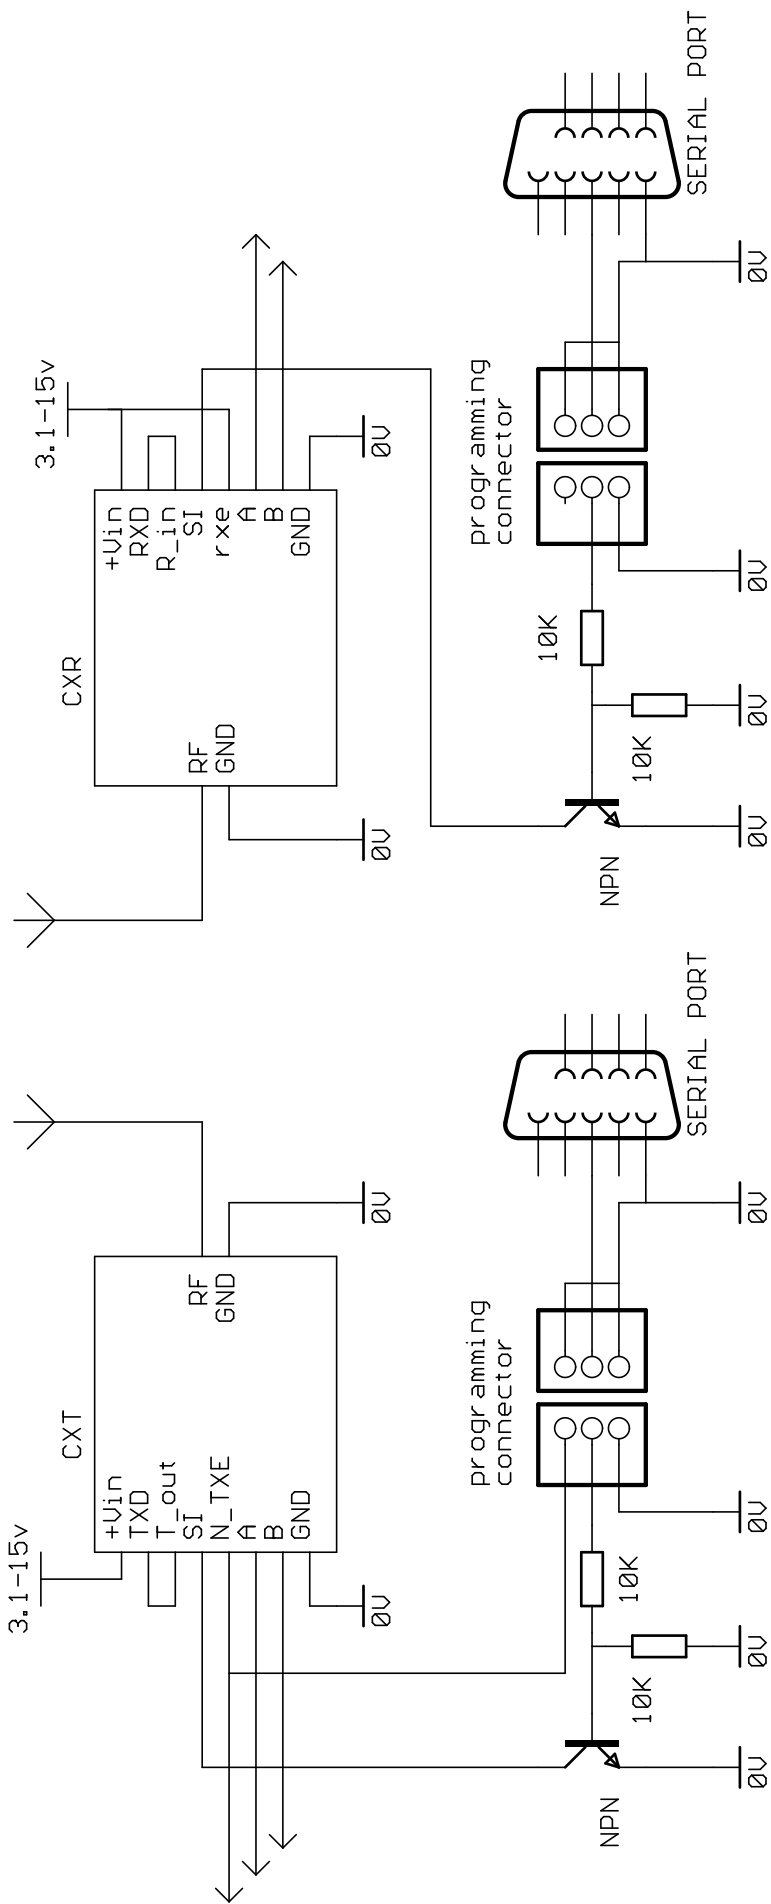 3.1-15v
CXT
+Vin
TXD
T_out
SI
N_TXE
A
B
GND
RF
GND
0V
0V
programming
connector
SERIAL PORT
10K
10K
NPN
0V
0V
0V
0V
3.1-15v
CXR
RF
GND
+Vin
RXD
R_in
SI
rxe
A
B
GND
0V
0V
programming
connector
SERIAL PORT
10K
10K
NPN
0V
0V
0V
0V